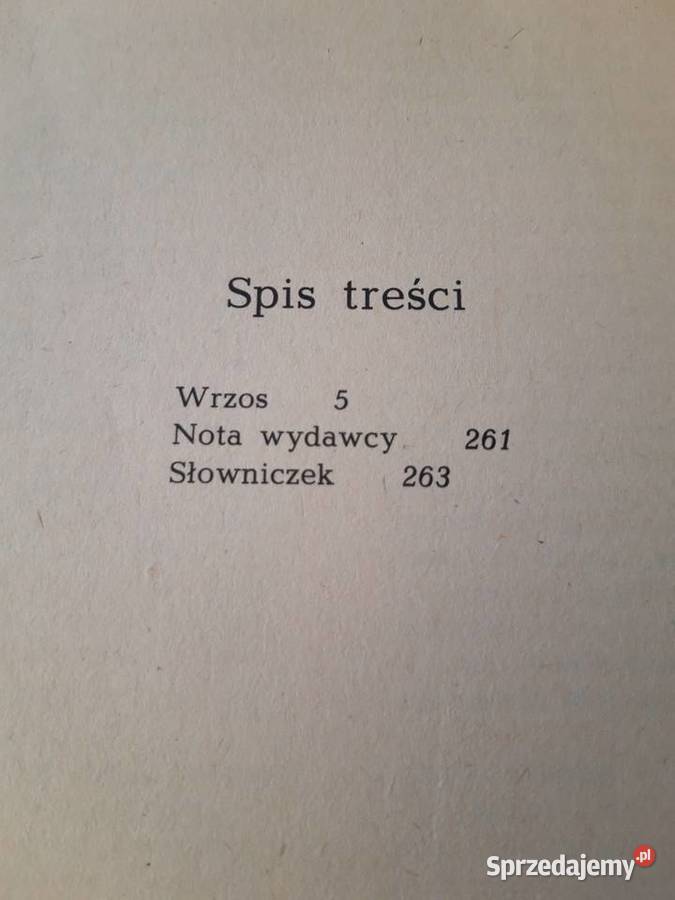 Spis treści
Wrzos 5
Nota wydawcy 261
Słowniczek 263
Sprzedajemy.pl